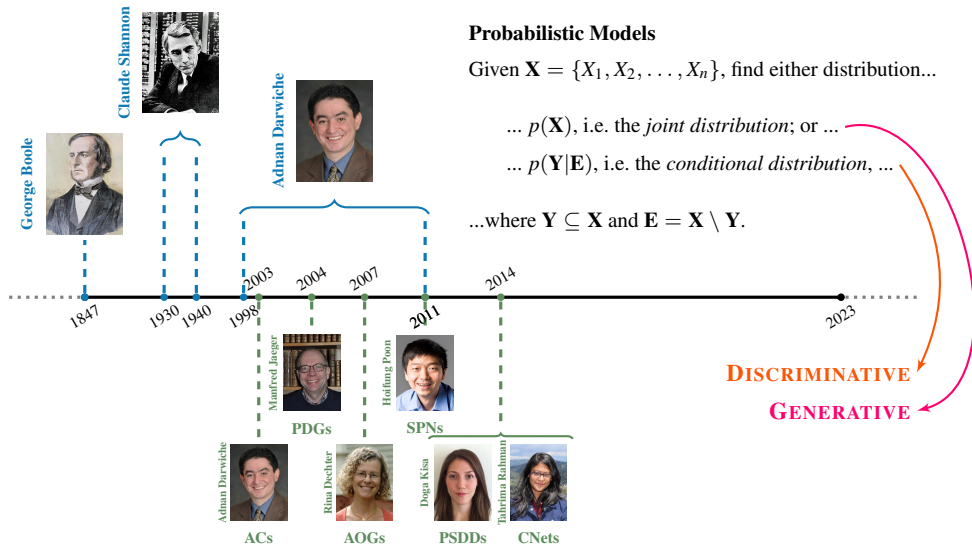 Probabilistic Models
Given X = {X₁, X₂, . . . , Xₙ}, find either distribution...
... p(X), i.e. the joint distribution; or ...
... p(Y|E), i.e. the conditional distribution, ...
...where Y ⊆ X and E = X \ Y.
George Boole
Claude Shannon
Adnan Darwiche
2003
2004
2007
2014
1847
1930
1940
1998
2011
2023
Manfred Jaeger
Hoifung Poon
PDGs
SPNs
DISCRIMINATIVE
GENERATIVE
Adnan Darwiche
Rina Dechter
Doga Kisa
Tahrima Rahman
ACs
AOGs
PSDDs
CNets